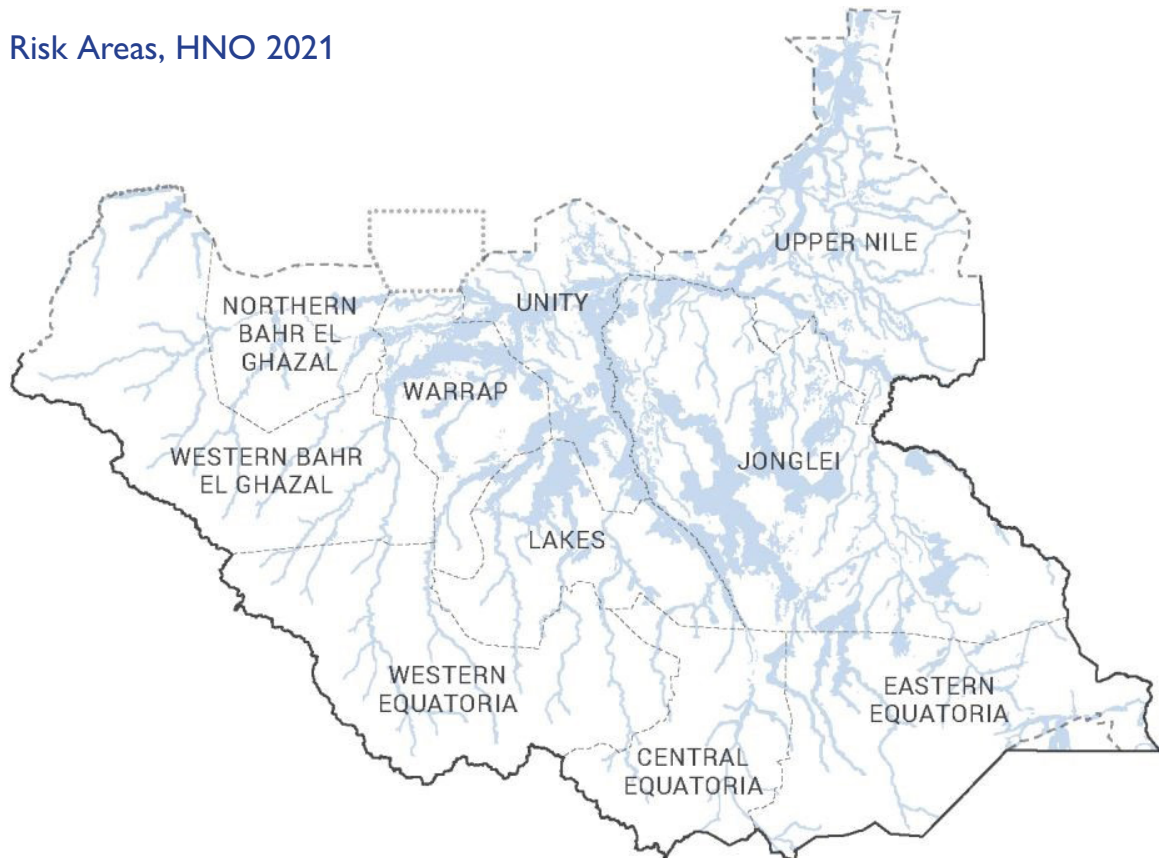 Risk Areas, HNO 2021
UPPER NILE
NORTHERN
BAHR EL
GHAZAL
UNITY
WARRAP
WESTERN BAHR
EL GHAZAL
JONGLEI
LAKES
WESTERN
EQUATORIA
EASTERN
EQUATORIA
CENTRAL
EQUATORIA